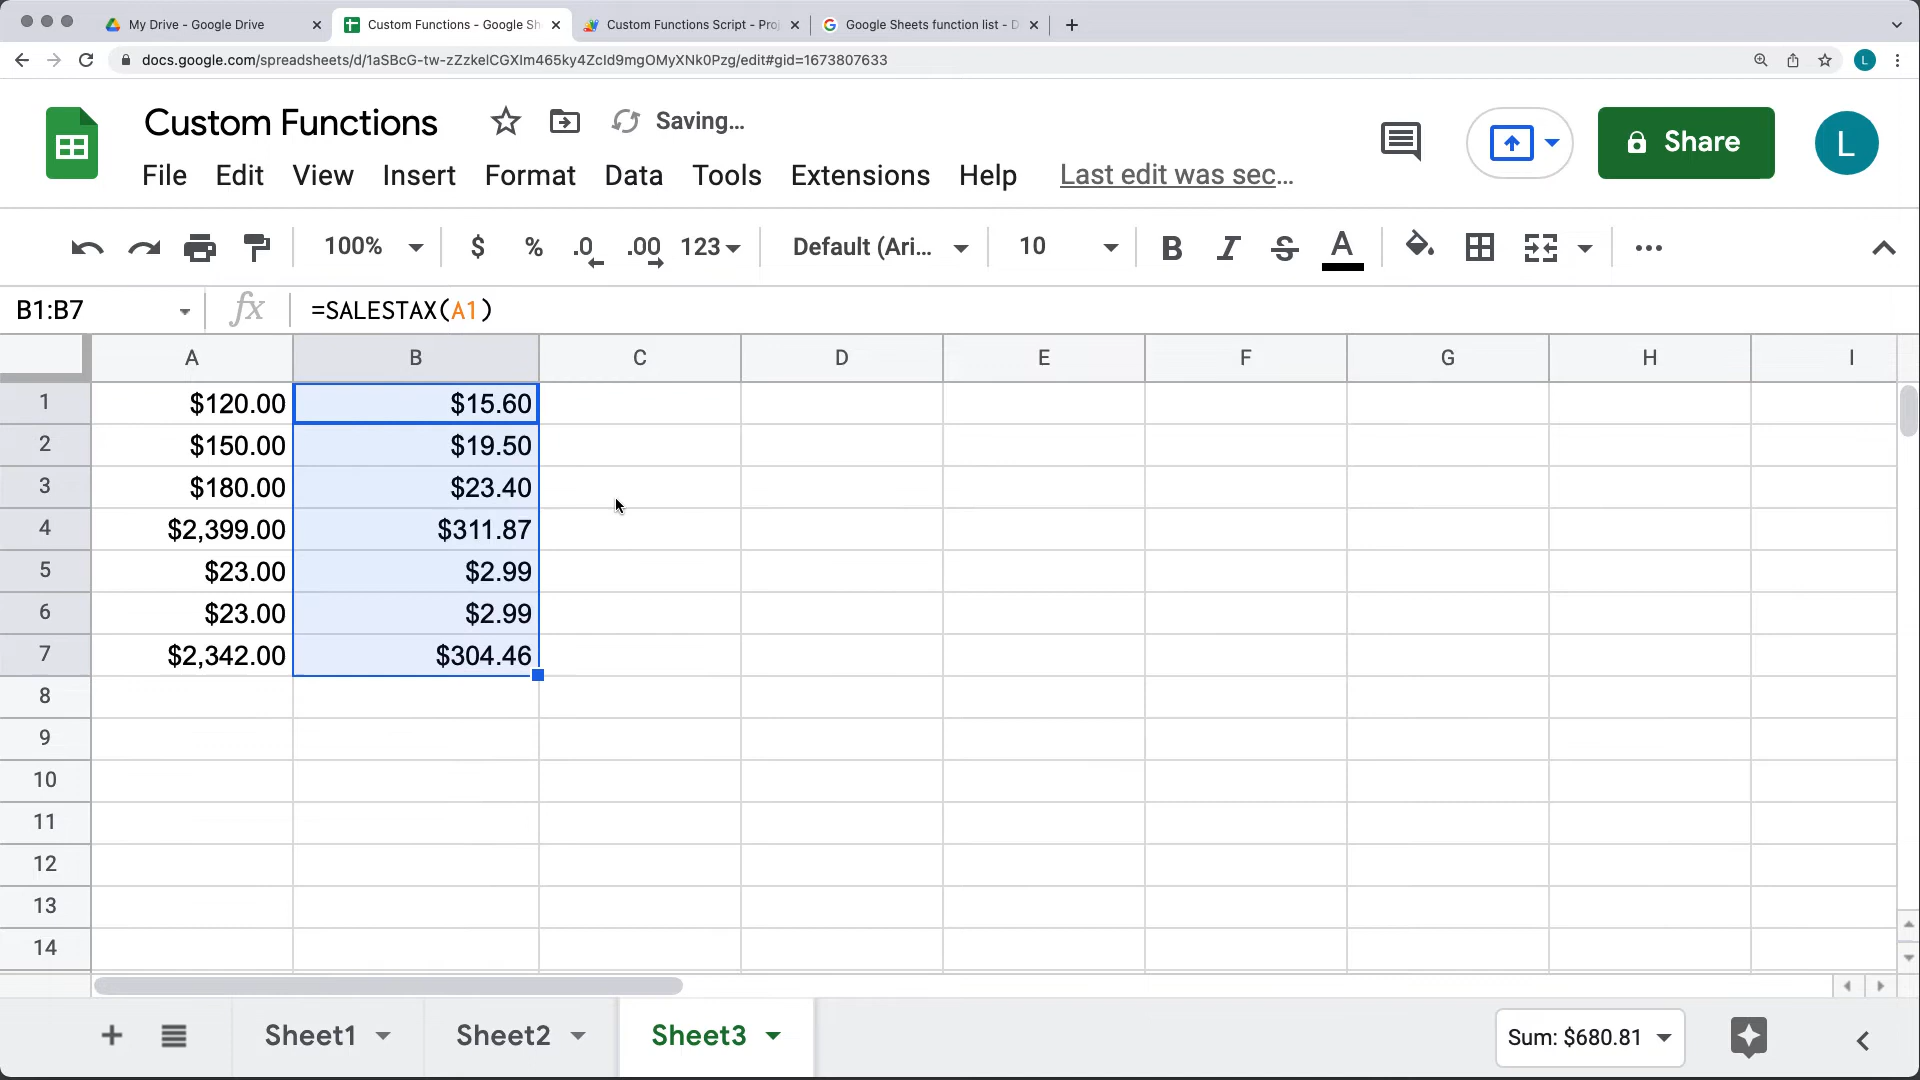 My Drive - Google Drive
Custom Functions - Google Sh
Custom Functions Script - Proj
Google Sheets function list - D
docs.google.com/spreadsheets/d/1aSBcG-tw-zZzkelCGXIm465ky4ZcId9mgOMyXNk0Pzg/edit#gid=1673807633
L
Custom Functions
Saving...
Share
L
File Edit View Insert Format Data Tools Extensions Help Last edit was sec...
100% $ % .0 .00 123 Default (Ari... 10 B I S A
B1:B7 fx =SALESTAX(A1)
A B C D E F G H I
1 $120.00 $15.60
2 $150.00 $19.50
3 $180.00 $23.40
4 $2,399.00 $311.87
5 $23.00 $2.99
6 $23.00 $2.99
7 $2,342.00 $304.46
8
9
10
11
12
13
14
Sheet1 Sheet2 Sheet3 Sum: $680.81